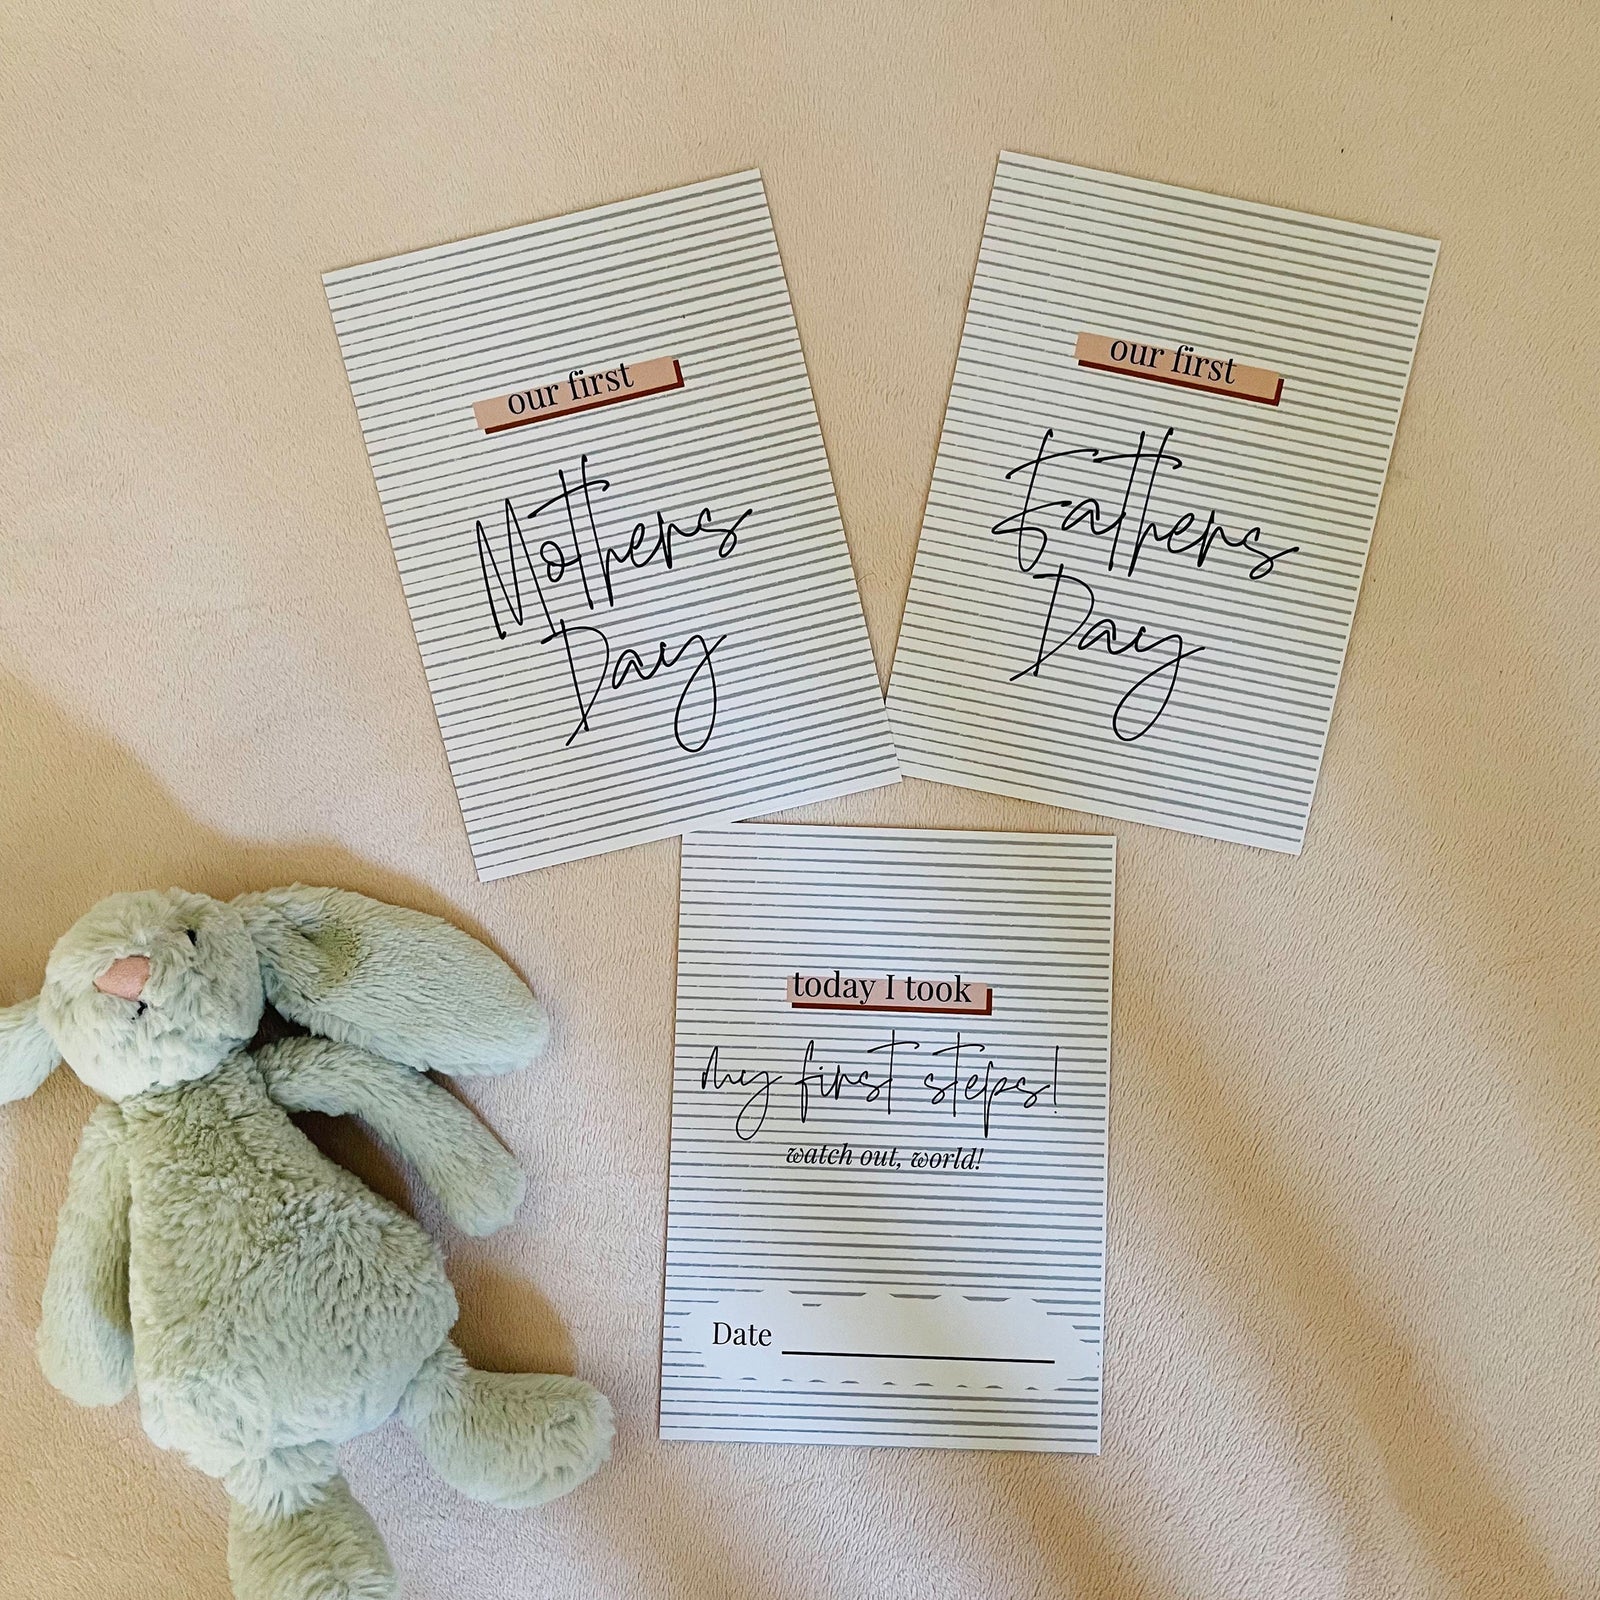 our first
Mothers
Day
our first
Fathers
Day
today I took
my first steps!
watch out, world!
Date